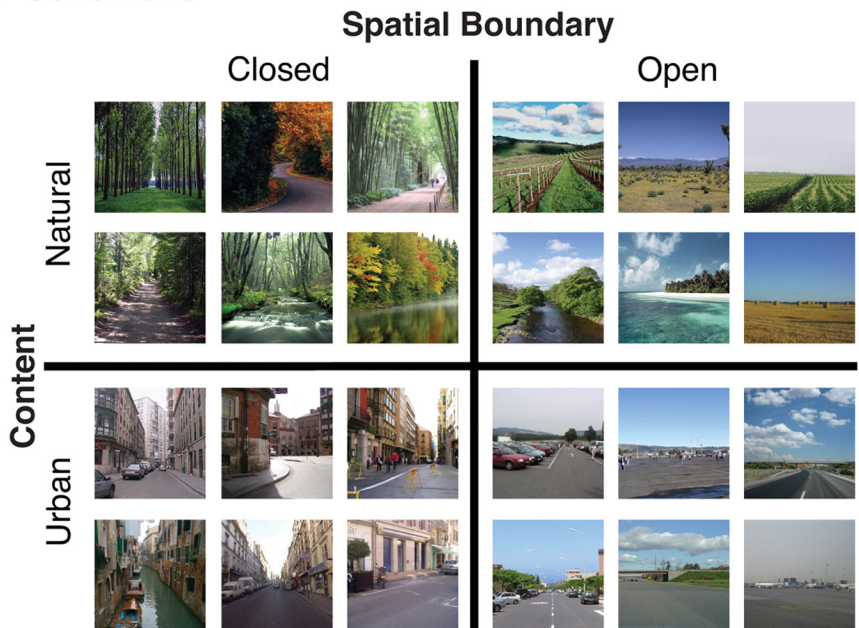 Spatial Boundary
Closed
Open
Natural
Content
Urban